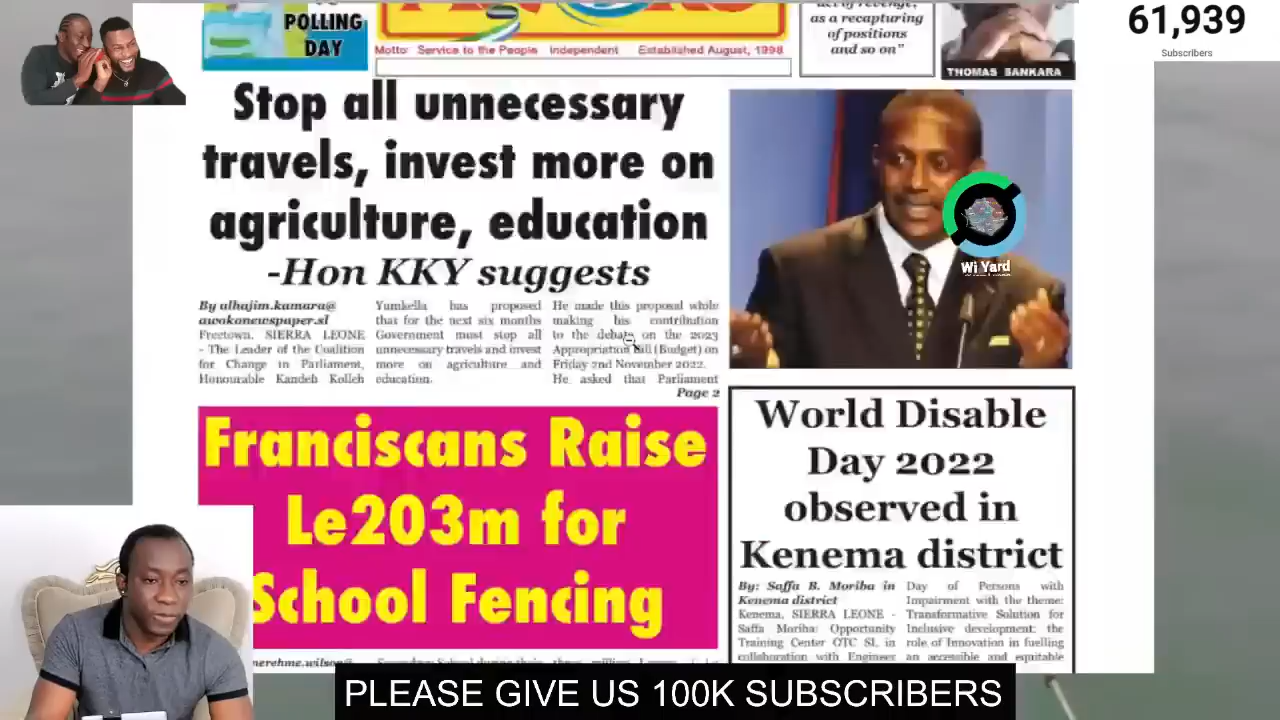 POLLING
DAY
Motto: Service to the People Independent Established August, 1998
as a recapturing
of positions
and so on"
THOMAS SANKARA
61,939
Subscribers
Stop all unnecessary
travels, invest more on
agriculture, education
-Hon KKY suggests
By alhajim.kamara@
awokonewspaper.sl
Freetown, SIERRA LEONE
- The Leader of the Coalition
for Change in Parliament,
Honourable Kandeh Kolleh
Yumkella has proposed
that for the next six months
Government must stop all
unnecessary travels and invest
more on agriculture and
education.
He made this proposal while
making his contribution
to the debate on the 2023
Appropriation Bill (Budget) on
Friday 2nd November 2022.
He asked that Parliament
Page 2
Wi Yard
Franciscans Raise
Le203m for
School Fencing
World Disable
Day 2022
observed in
Kenema district
By: Saffa B. Moriba in
Kenema district
Kenema, SIERRA LEONE -
Saffa Moriba: Opportunity
Training Center OTC SL in
collaboration with Engineer
Day of Persons with
Impairment with the theme:
Transformative Solution for
Inclusive development: the
role of Innovation in fuelling
an accessible and equitable
PLEASE GIVE US 100K SUBSCRIBERS